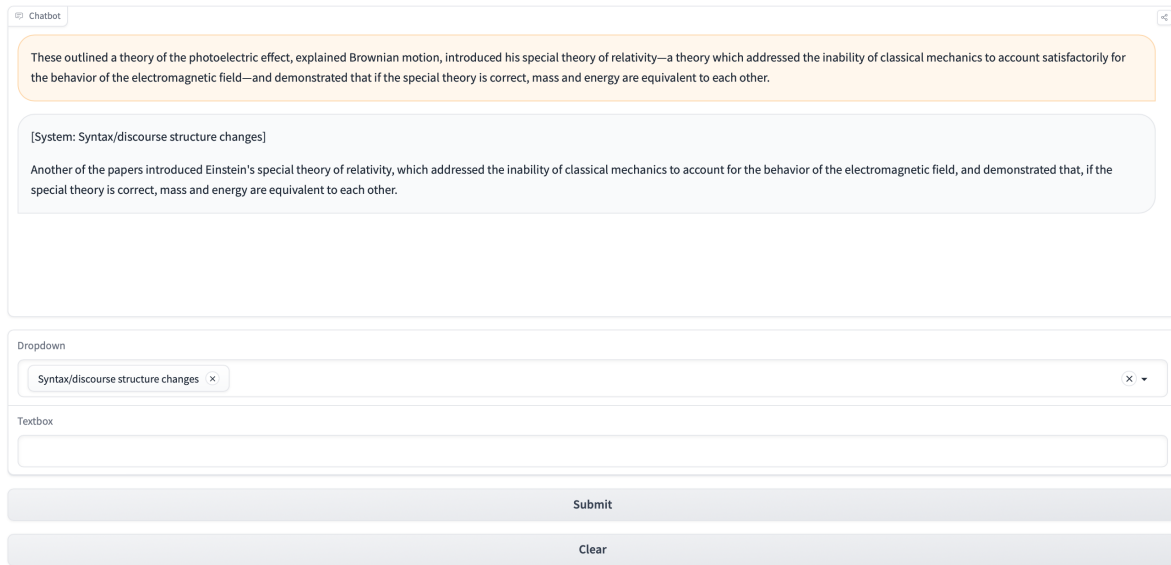 Chatbot
These outlined a theory of the photoelectric effect, explained Brownian motion, introduced his special theory of relativity—a theory which addressed the inability of classical mechanics to account satisfactorily for
the behavior of the electromagnetic field—and demonstrated that if the special theory is correct, mass and energy are equivalent to each other.
[System: Syntax/discourse structure changes]
Another of the papers introduced Einstein's special theory of relativity, which addressed the inability of classical mechanics to account for the behavior of the electromagnetic field, and demonstrated that, if the
special theory is correct, mass and energy are equivalent to each other.
Dropdown
Syntax/discourse structure changes
Textbox
Submit
Clear